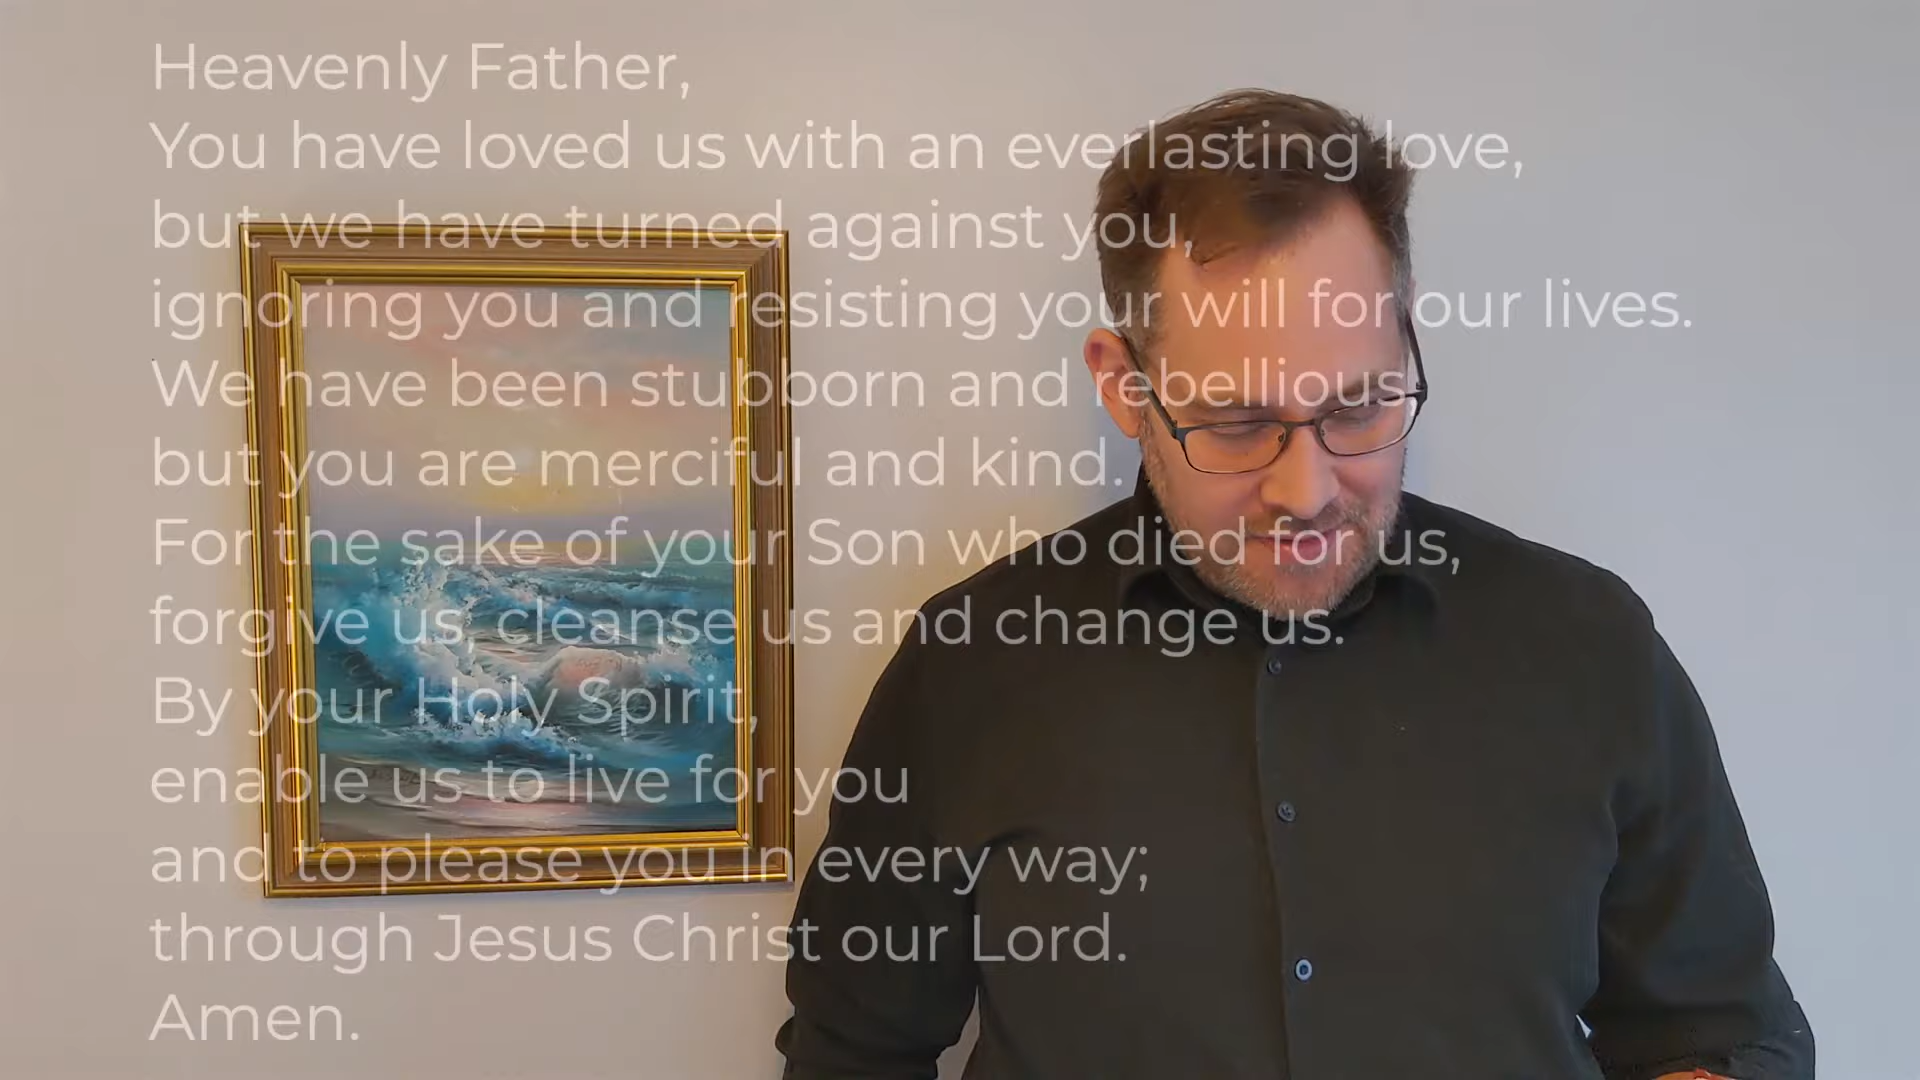 Heavenly Father,
You have loved us with an everlasting love,
but we have turned against you,
ignoring you and resisting your will for our lives.
We have been stubborn and rebellious,
but you are merciful and kind.
For the sake of your Son who died for us,
forgive us, cleanse us and change us.
By your Holy Spirit,
enable us to live for you
and to please you in every way;
through Jesus Christ our Lord.
Amen.